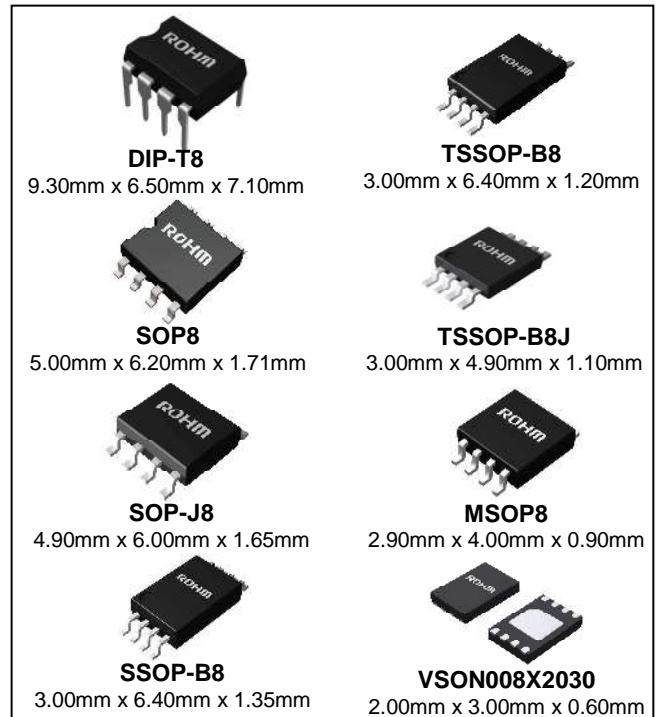 ROHM
DIP-T8
9.30mm x 6.50mm x 7.10mm
ROHM
TSSOP-B8
3.00mm x 6.40mm x 1.20mm
ROHM
SOP8
5.00mm x 6.20mm x 1.71mm
ROHM
TSSOP-B8J
3.00mm x 4.90mm x 1.10mm
ROHM
SOP-J8
4.90mm x 6.00mm x 1.65mm
ROHM
MSOP8
2.90mm x 4.00mm x 0.90mm
ROHM
SSOP-B8
3.00mm x 6.40mm x 1.35mm
ROHM
VSON008X2030
2.00mm x 3.00mm x 0.60mm